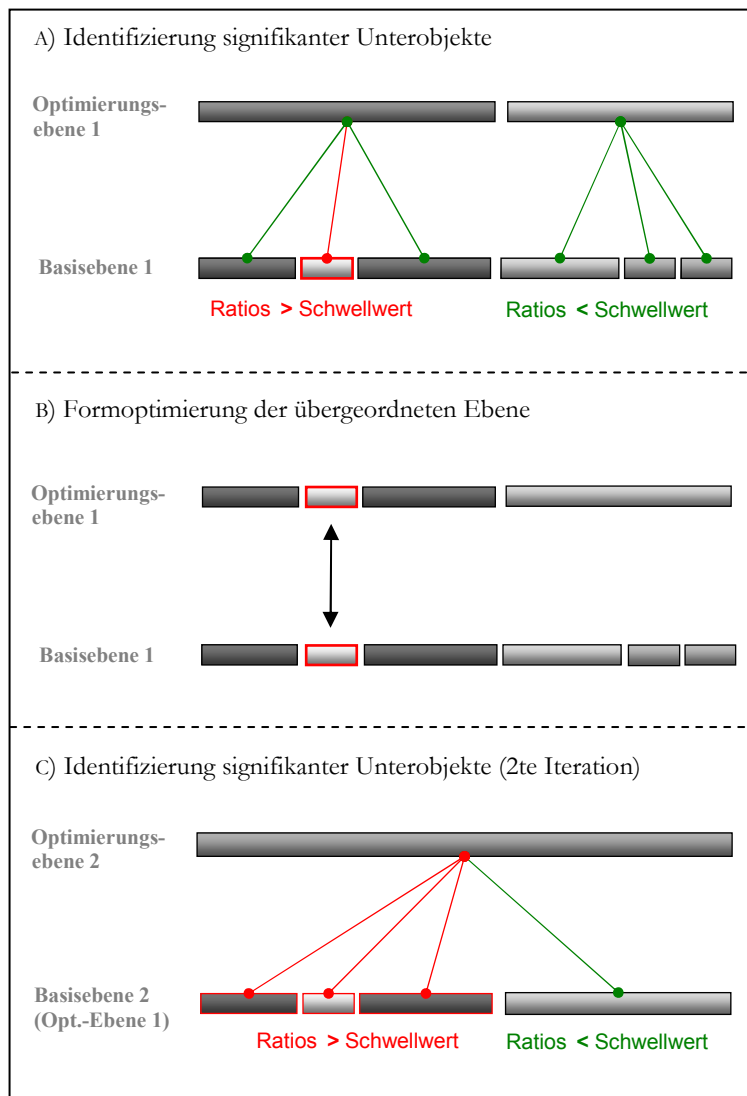 A) Identifizierung signifikanter Unterobjekte
Optimierungs-
ebene 1
Basisebene 1
Ratios > Schwellwert
Ratios < Schwellwert
B) Formoptimierung der übergeordneten Ebene
Optimierungs-
ebene 1
Basisebene 1
C) Identifizierung signifikanter Unterobjekte (2te Iteration)
Optimierungs-
ebene 2
Basisebene 2
(Opt.-Ebene 1)
Ratios > Schwellwert
Ratios < Schwellwert